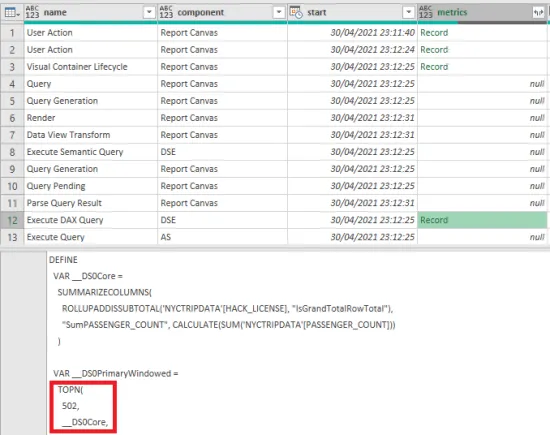 ABC 123 name ABC 123 component start ABC 123 metrics
1 User Action Report Canvas 30/04/2021 23:11:40 Record
2 User Action Report Canvas 30/04/2021 23:12:24 Record
3 Visual Container Lifecycle Report Canvas 30/04/2021 23:12:25 Record
4 Query Report Canvas 30/04/2021 23:12:25 null
5 Query Generation Report Canvas 30/04/2021 23:12:25 null
6 Render Report Canvas 30/04/2021 23:12:31 null
7 Data View Transform Report Canvas 30/04/2021 23:12:31 null
8 Execute Semantic Query DSE 30/04/2021 23:12:25 null
9 Query Generation Report Canvas 30/04/2021 23:12:25 null
10 Query Pending Report Canvas 30/04/2021 23:12:25 null
11 Parse Query Result Report Canvas 30/04/2021 23:12:31 null
12 Execute DAX Query DSE 30/04/2021 23:12:25 Record
13 Execute Query AS 30/04/2021 23:12:25 null
DEFINE
VAR __DS0Core =
SUMMARIZECOLUMNS(
ROLLUPADDISSUBTOTAL('NYCTRIPDATA'[HACK_LICENSE], "IsGrandTotalRowTotal"),
"SumPASSENGER_COUNT", CALCULATE(SUM('NYCTRIPDATA'[PASSENGER_COUNT]))
)
VAR __DS0PrimaryWindowed =
TOPN(
502,
__DS0Core,